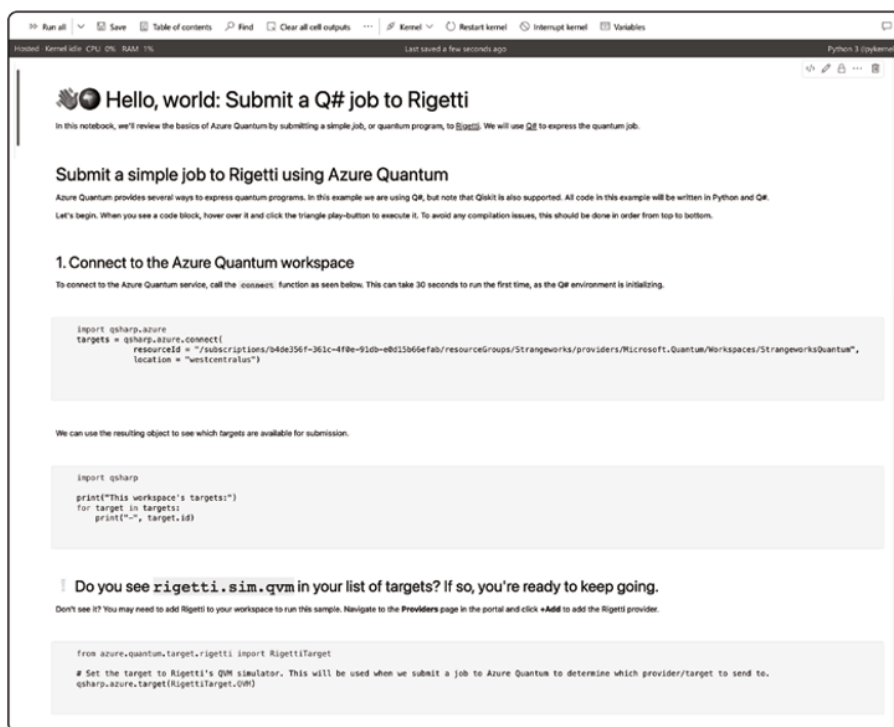 Run all Save Table of contents Find Clear all cell outputs ... Kernel Restart kernel Interrupt kernel Variables
Hosted Kernel idle CPU 0% RAM 1% Last saved a few seconds ago Python 3 (ipykernel
Hello, world: Submit a Q# job to Rigetti
In this notebook, we'll review the basics of Azure Quantum by submitting a simple job, or quantum program, to Rigetti. We will use Q# to express the quantum job.
Submit a simple job to Rigetti using Azure Quantum
Azure Quantum provides several ways to express quantum programs. In this example we are using Q#, but note that Qiskit is also supported. All code in this example will be written in Python and Q#.
Let's begin. When you see a code block, hover over it and click the triangle play-button to execute it. To avoid any compilation issues, this should be done in order from top to bottom.
1. Connect to the Azure Quantum workspace
To connect to the Azure Quantum service, call the connect function as seen below. This can take 30 seconds to run the first time, as the Q# environment is initializing.
import qsharp.azure
targets = qsharp.azure.connect(
resourceId = "/subscriptions/b4de356f-361c-4f0e-91db-e0d15b66efab/resourceGroups/Strangeworks/providers/Microsoft.Quantum/Workspaces/StrangeworksQuantum",
location = "westcentralus")
We can use the resulting object to see which targets are available for submission.
import qsharp
print("This workspace's targets:")
for target in targets:
print("-", target.id)
Do you see rigetti.sim.qvm in your list of targets? If so, you're ready to keep going.
Don't see it? You may need to add Rigetti to your workspace to run this sample. Navigate to the Providers page in the portal and click +Add to add the Rigetti provider.
from azure.quantum.target.rigetti import RigettiTarget
# Set the target to Rigetti's QVM simulator. This will be used when we submit a job to Azure Quantum to determine which provider/target to send to.
qsharp.azure.target(RigettiTarget.QVM)